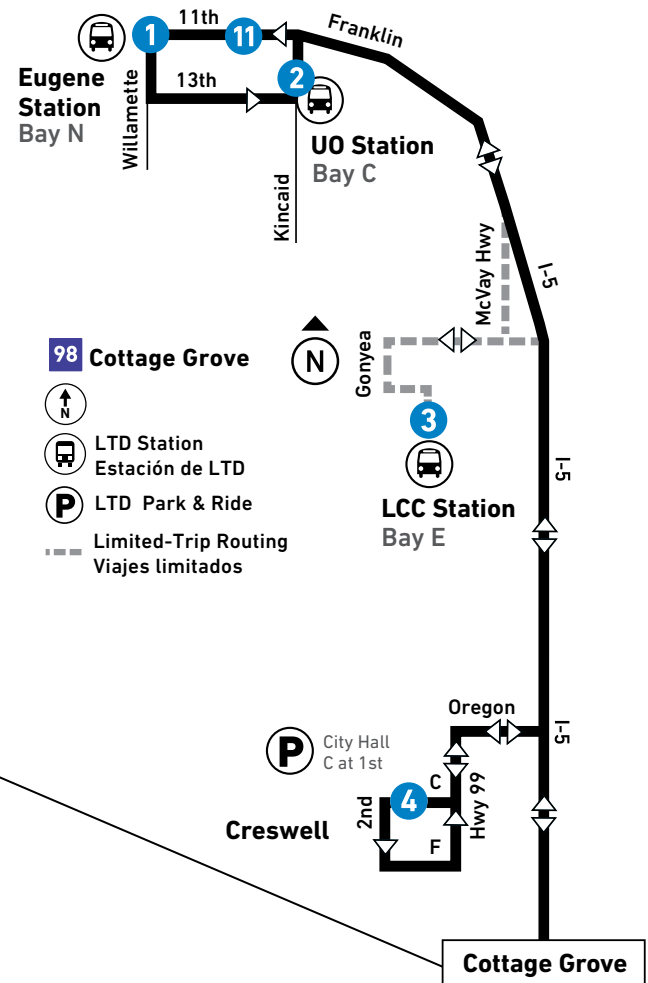 11th
Franklin
1
11
Eugene
Station
Bay N
13th
2
Willamette
UO Station
Bay C
Kincaid
McVay Hwy
I-5
Gonyea
N
98 Cottage Grove
N
LTD Station
Estación de LTD
P LTD Park & Ride
Limited-Trip Routing
Viajes limitados
3
LCC Station
Bay E
I-5
Oregon
I-5
P
City Hall
C at 1st
4
C
2nd
Hwy 99
Creswell
F
Cottage Grove